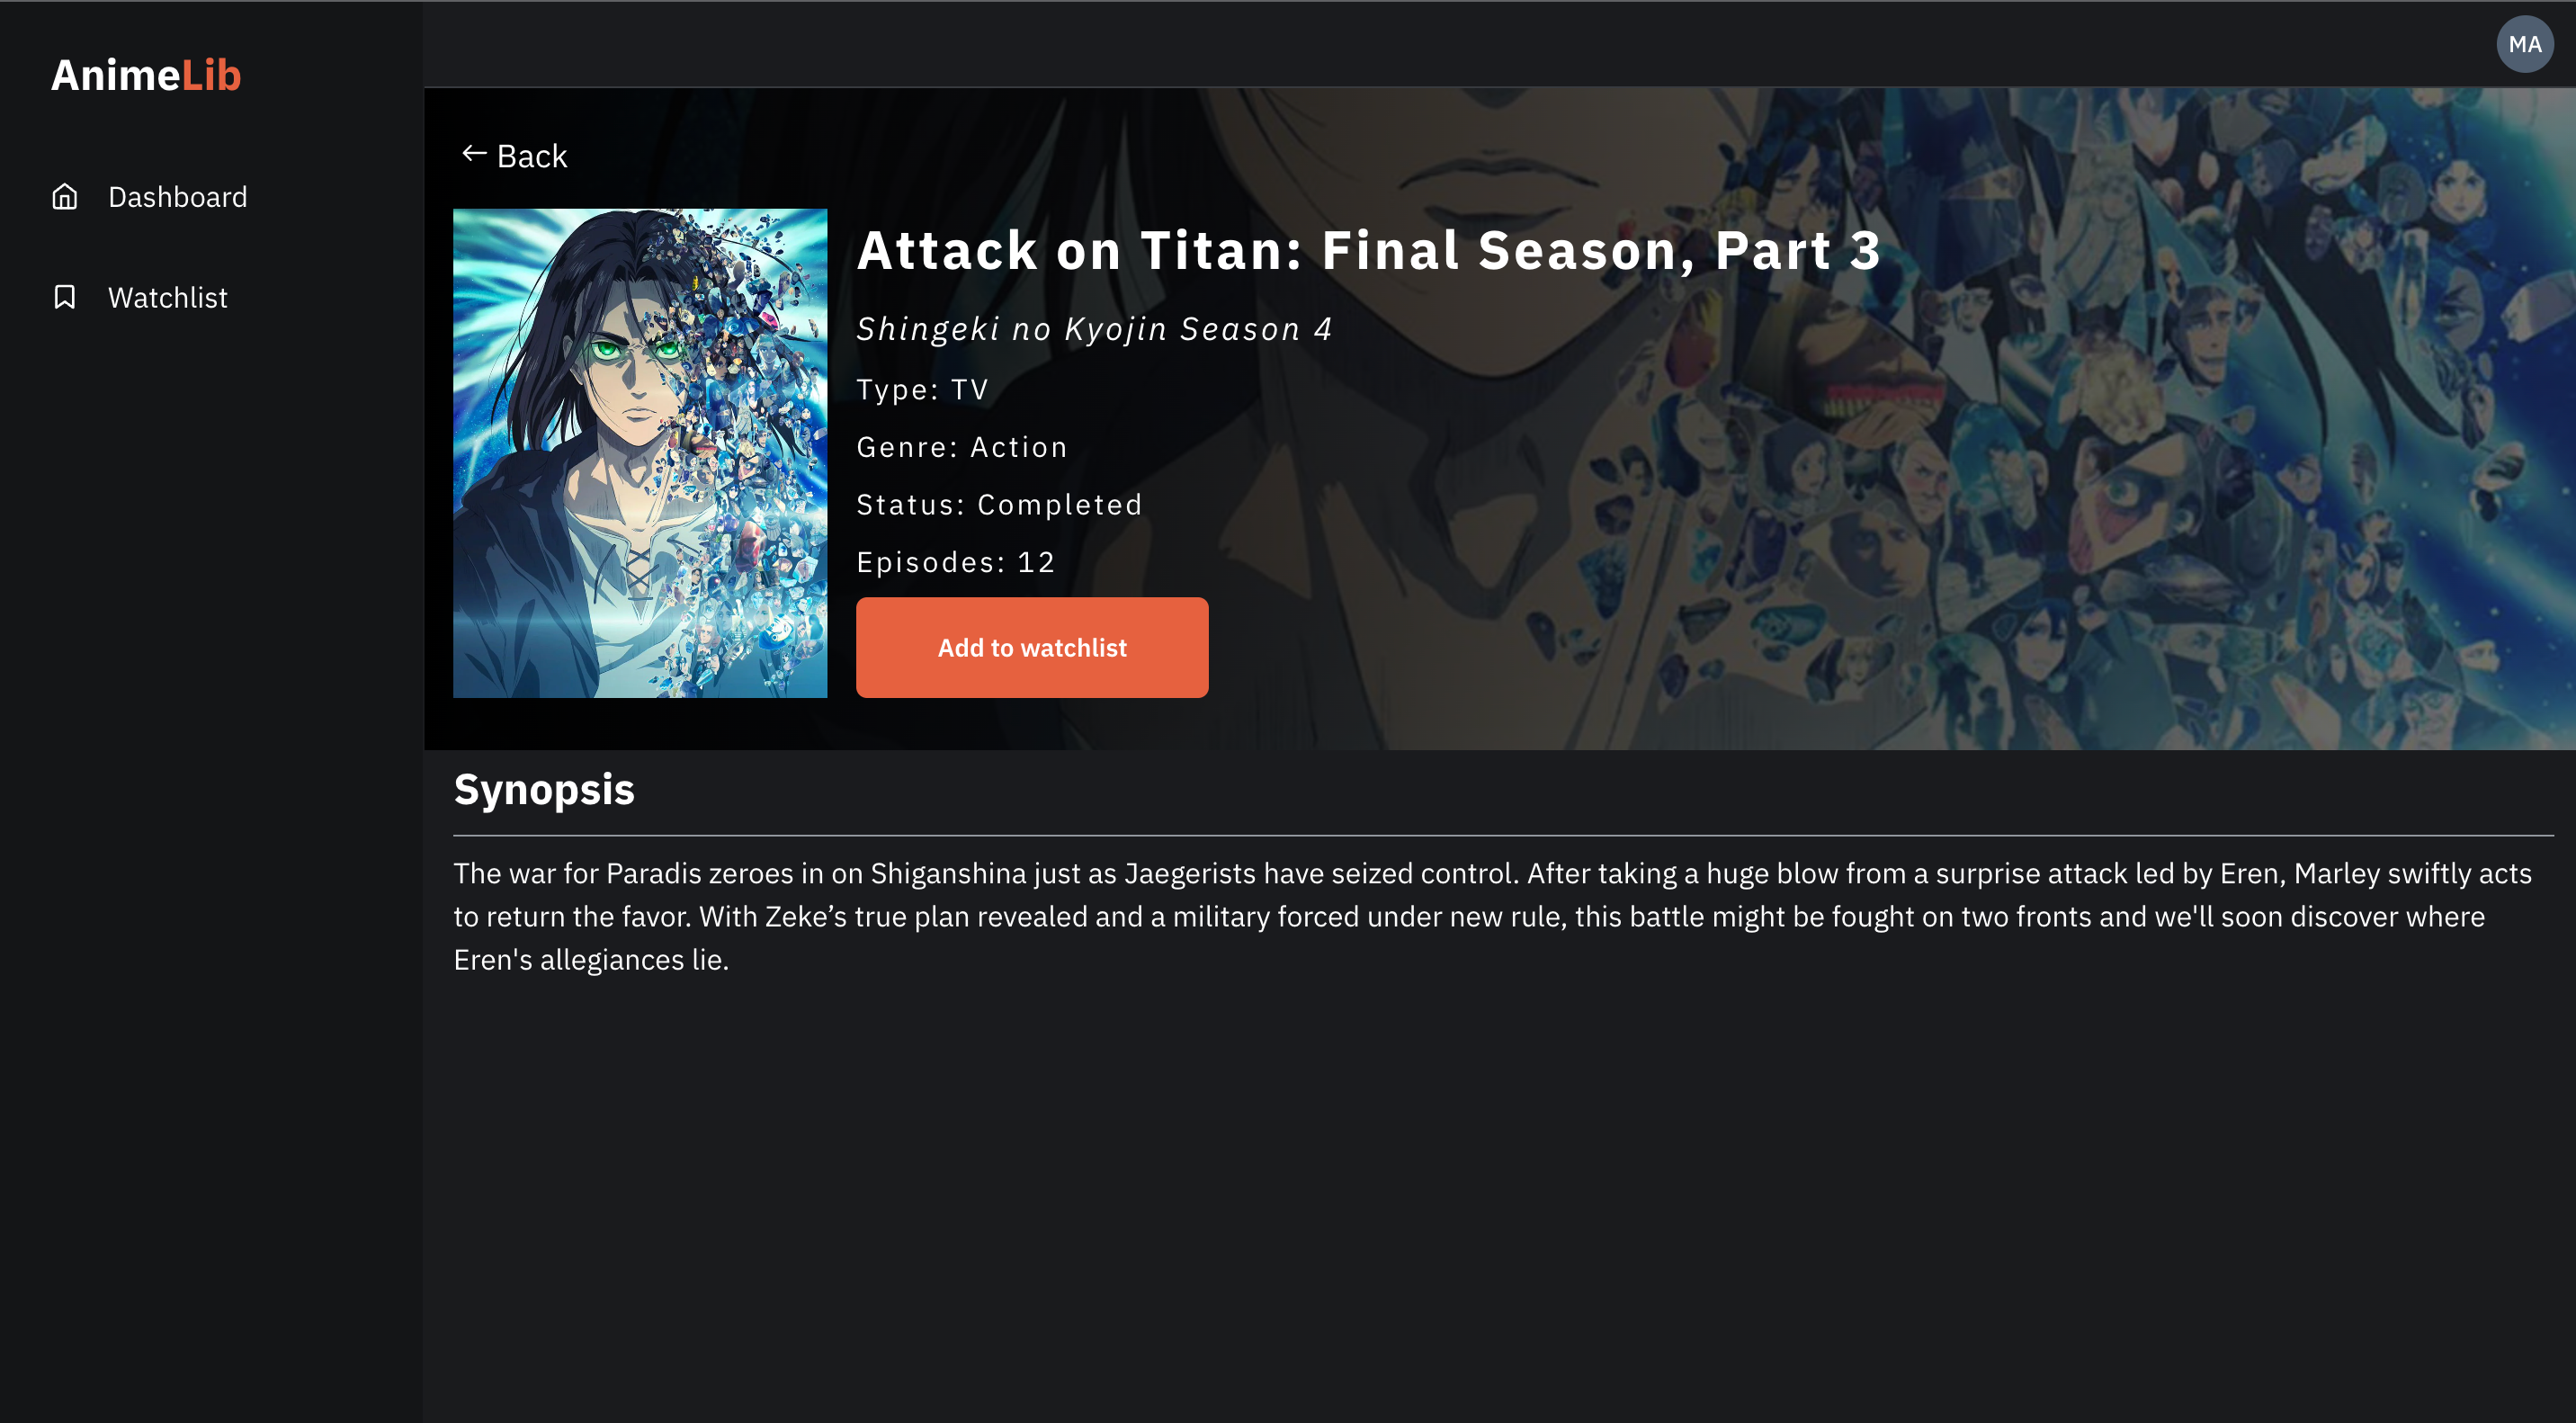 AnimeLib
MA
Dashboard
Watchlist
Back
Attack on Titan: Final Season, Part 3
Shingeki no Kyojin Season 4
Type: TV
Genre: Action
Status: Completed
Episodes: 12
Add to watchlist
Synopsis
The war for Paradis zeroes in on Shiganshina just as Jaegerists have seized control. After taking a huge blow from a surprise attack led by Eren, Marley swiftly acts
to return the favor. With Zeke’s true plan revealed and a military forced under new rule, this battle might be fought on two fronts and we'll soon discover where
Eren's allegiances lie.